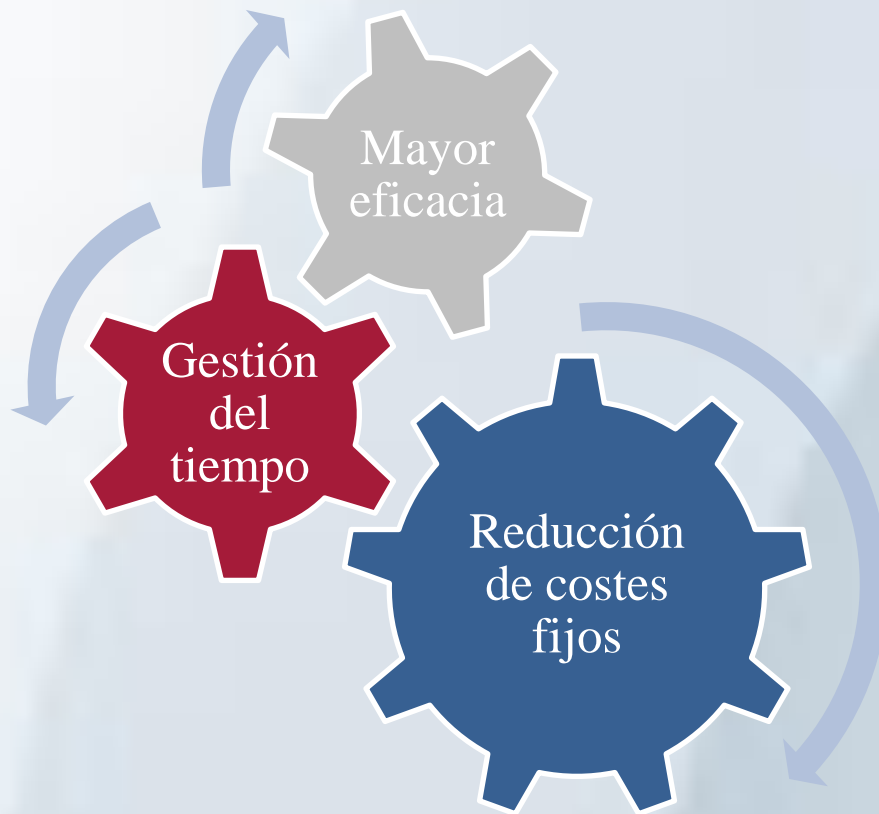 Mayor
eficacia
Gestión
del
tiempo
Reducción
de costes
fijos